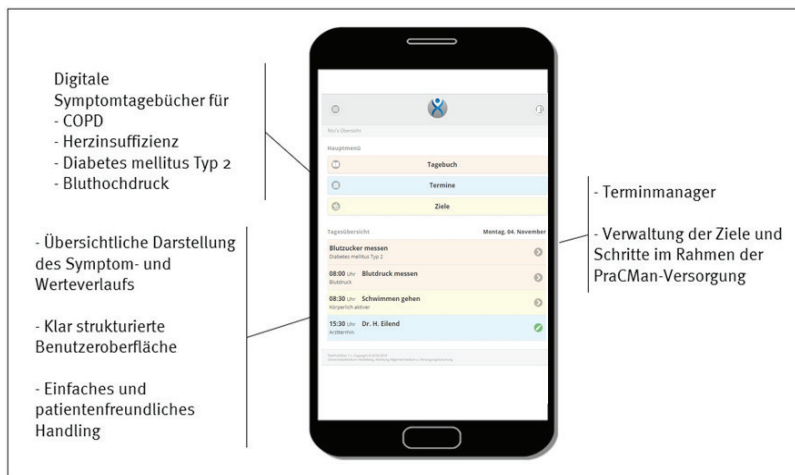 Digitale
Symptomtagebücher für
- COPD
- Herzinsuffizienz
- Diabetes mellitus Typ 2
- Bluthochdruck
- Übersichtliche Darstellung
des Symptom- und
Werteverlaufs
- Klar strukturierte
Benutzeroberfläche
- Einfaches und
patientenfreundliches
Handling
Hauptmenü
Tagebuch
Termine
Ziele
Tagesübersicht Montag, 04. November
Blutzucker messen
Diabetes mellitus Typ 2
08:00 Uhr Blutdruck messen
Blutdruck
08:30 Uhr Schwimmen gehen
Körperlich aktiver
15:30 Uhr Dr. H. Eilend
Arzttermin
- Terminmanager
- Verwaltung der Ziele und
Schritte im Rahmen der
PraCMan-Versorgung